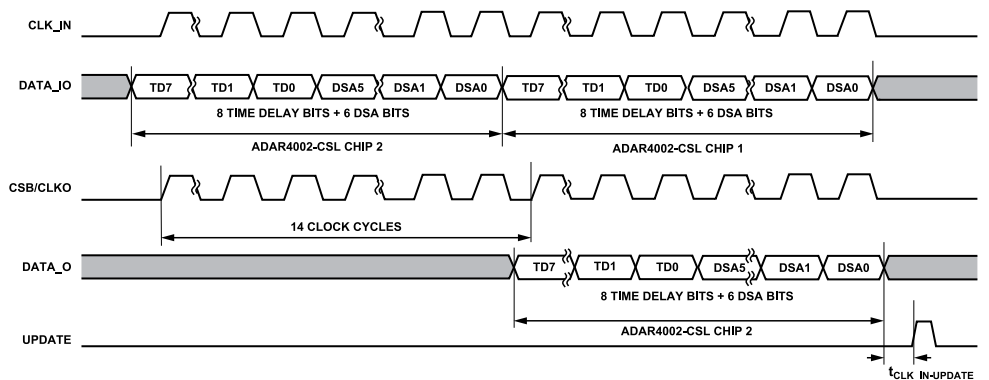 CLK_IN
DATA_IO TD7 TD1 TD0 DSA5 DSA1 DSA0 TD7 TD1 TD0 DSA5 DSA1 DSA0
8 TIME DELAY BITS + 6 DSA BITS 8 TIME DELAY BITS + 6 DSA BITS
ADAR4002-CSL CHIP 2 ADAR4002-CSL CHIP 1
CSB/CLKO
14 CLOCK CYCLES
DATA_O TD7 TD1 TD0 DSA5 DSA1 DSA0
8 TIME DELAY BITS + 6 DSA BITS
ADAR4002-CSL CHIP 2
UPDATE
tCLK_IN-UPDATE